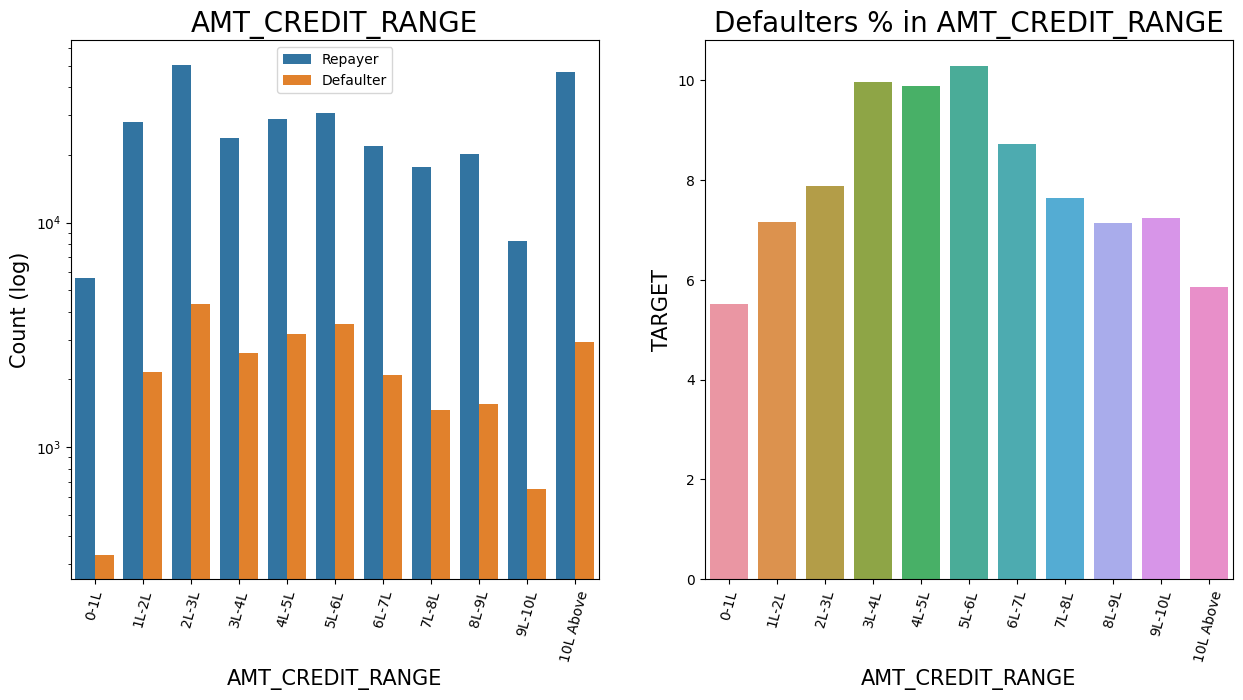 AMT_CREDIT_RANGE
Repayer
Defaulter
Count (log)
10^4
10^3
0-1L
1L-2L
2L-3L
3L-4L
4L-5L
5L-6L
6L-7L
7L-8L
8L-9L
9L-10L
10L Above
AMT_CREDIT_RANGE
Defaulters % in AMT_CREDIT_RANGE
TARGET
10
8
6
4
2
0
0-1L
1L-2L
2L-3L
3L-4L
4L-5L
5L-6L
6L-7L
7L-8L
8L-9L
9L-10L
10L Above
AMT_CREDIT_RANGE